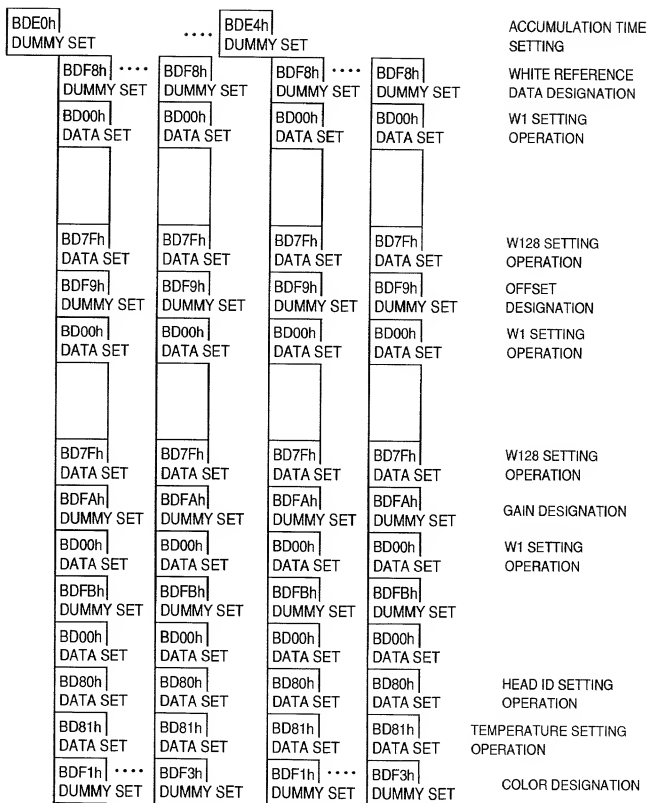 BDE0h .... BDE4h ACCUMULATION TIME
DUMMY SET DUMMY SET SETTING
BDF8h .... BDF8h BDF8h .... BDF8h WHITE REFERENCE
DUMMY SET DUMMY SET DUMMY SET DUMMY SET DATA DESIGNATION
BD00h BD00h BD00h BD00h W1 SETTING
DATA SET DATA SET DATA SET DATA SET OPERATION
BD7Fh BD7Fh BD7Fh BD7Fh W128 SETTING
DATA SET DATA SET DATA SET DATA SET OPERATION
BDF9h BDF9h BDF9h BDF9h OFFSET
DUMMY SET DUMMY SET DUMMY SET DUMMY SET DESIGNATION
BD00h BD00h BD00h BD00h W1 SETTING
DATA SET DATA SET DATA SET DATA SET OPERATION
BD7Fh BD7Fh BD7Fh BD7Fh W128 SETTING
DATA SET DATA SET DATA SET DATA SET OPERATION
BDFAh BDFAh BDFAh BDFAh GAIN DESIGNATION
DUMMY SET DUMMY SET DUMMY SET DUMMY SET
BD00h BD00h BD00h BD00h W1 SETTING
DATA SET DATA SET DATA SET DATA SET OPERATION
BDFBh BDFBh BDFBh BDFBh
DUMMY SET DUMMY SET DUMMY SET DUMMY SET
BD00h BD00h BD00h BD00h
DATA SET DATA SET DATA SET DATA SET
BD80h BD80h BD80h BD80h HEAD ID SETTING
DATA SET DATA SET DATA SET DATA SET OPERATION
BD81h BD81h BD81h BD81h TEMPERATURE SETTING
DATA SET DATA SET DATA SET DATA SET OPERATION
BDF1h .... BDF3h BDF1h .... BDF3h COLOR DESIGNATION
DUMMY SET DUMMY SET DUMMY SET DUMMY SET